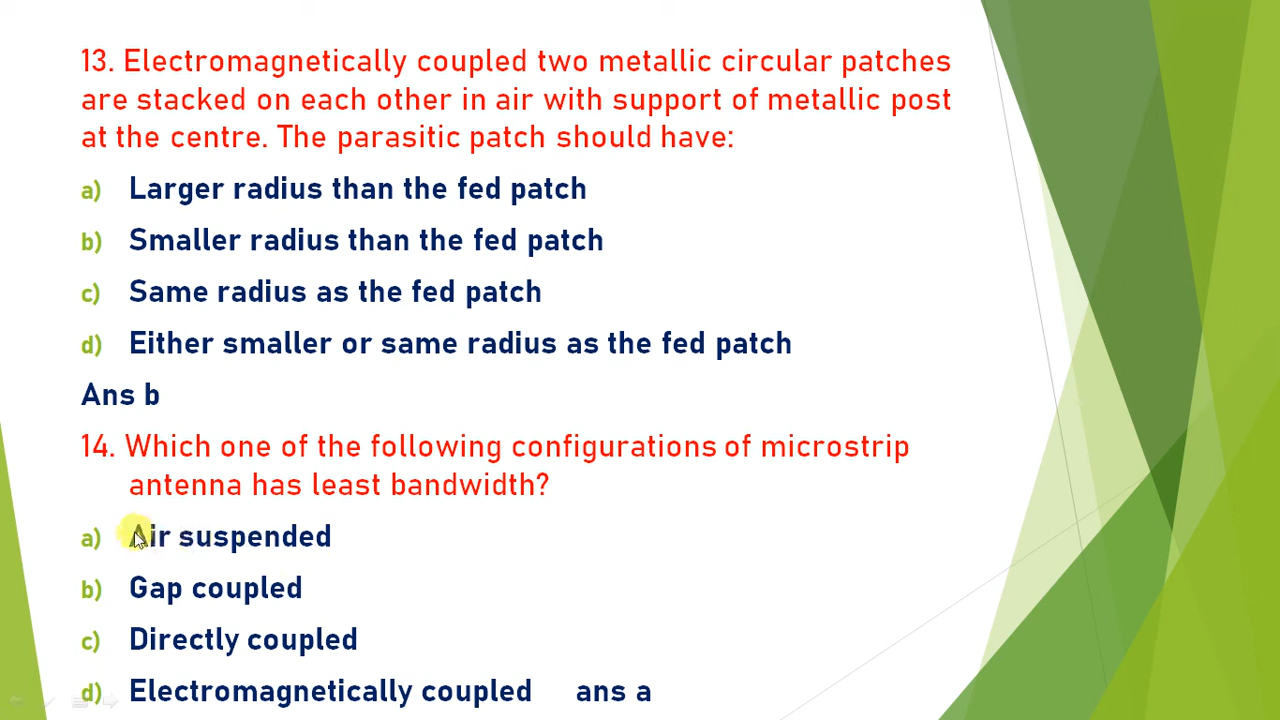 13. Electromagnetically coupled two metallic circular patches
are stacked on each other in air with support of metallic post
at the centre. The parasitic patch should have:
a) Larger radius than the fed patch
b) Smaller radius than the fed patch
c) Same radius as the fed patch
d) Either smaller or same radius as the fed patch
Ans b
14. Which one of the following configurations of microstrip
antenna has least bandwidth?
a) Air suspended
b) Gap coupled
c) Directly coupled
d) Electromagnetically coupled ans a